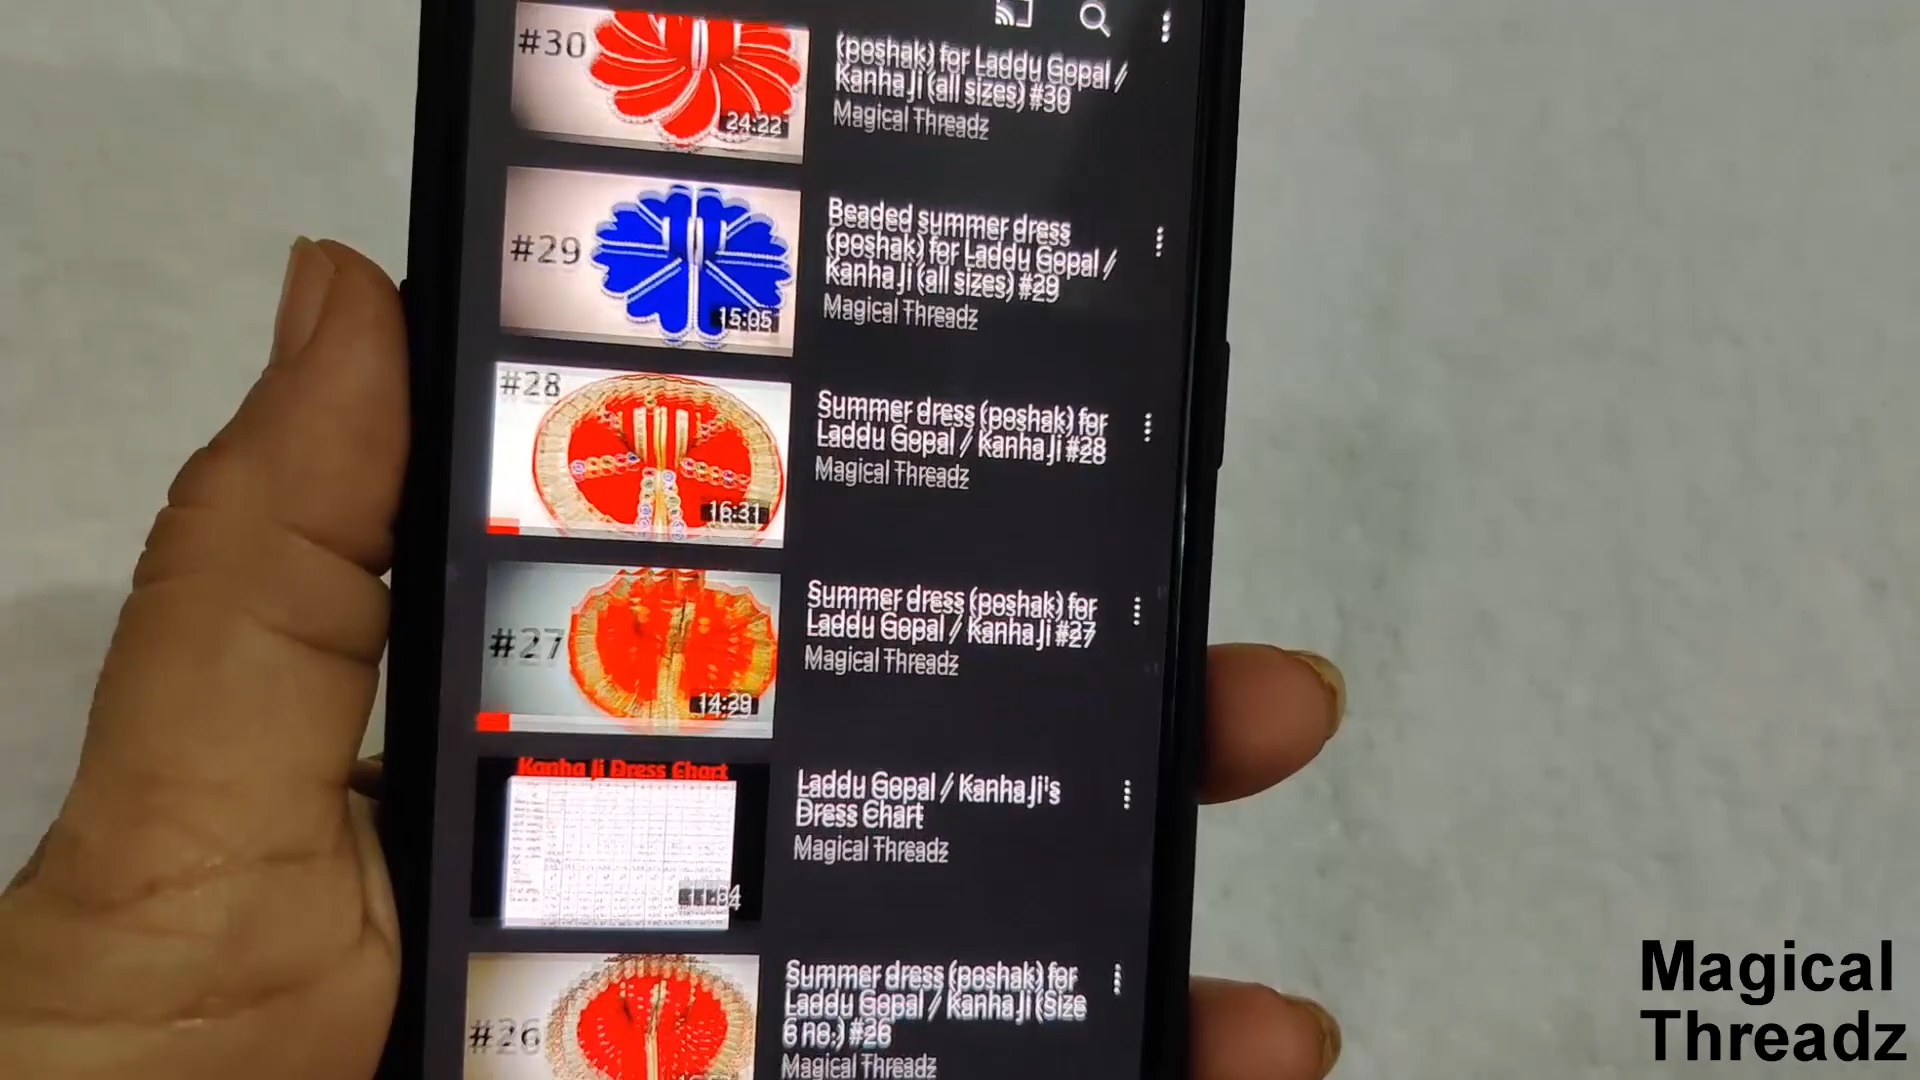 #30
24:22
(poshak) for Laddu Gopal /
Kanha Ji (all sizes) #30
Magical Threadz
#29
15:05
Beaded summer dress
(poshak) for Laddu Gopal /
Kanha Ji (all sizes) #29
Magical Threadz
#28
16:31
Summer dress (poshak) for
Laddu Gopal / Kanha Ji #28
Magical Threadz
#27
14:29
Summer dress (poshak) for
Laddu Gopal / Kanha Ji #27
Magical Threadz
Kanha Ji Dress Chart
Laddu Gopal / Kanha Ji's
Dress Chart
Magical Threadz
#26
Summer dress (poshak) for
Laddu Gopal / Kanha Ji (Size
6 no.) #26
Magical Threadz
Magical
Threadz